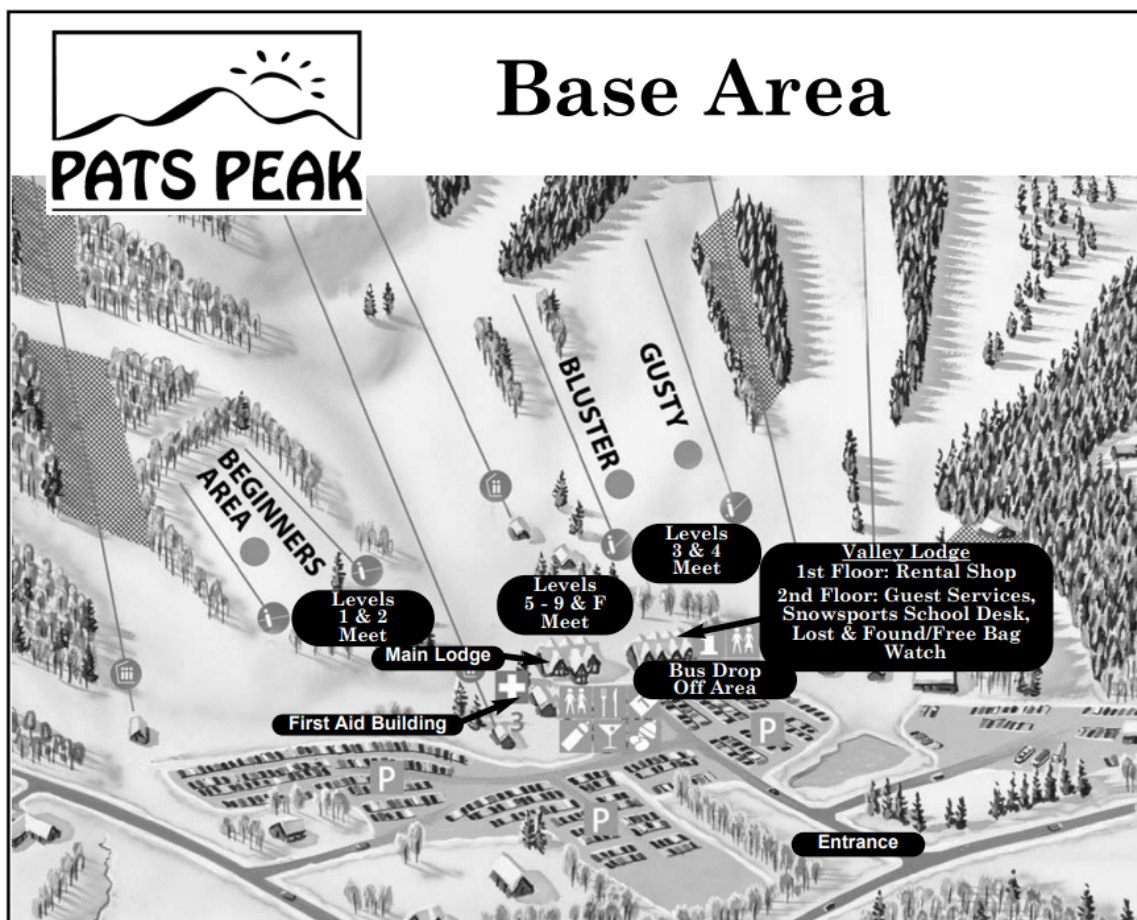 Base Area
PATS PEAK
GUSTY
BLUSTER
BEGINNERS
AREA
Levels
3 & 4
Meet
Valley Lodge
1st Floor: Rental Shop
2nd Floor: Guest Services,
Snowsports School Desk,
Lost & Found/Free Bag
Watch
Levels
5 - 9 & F
Meet
Levels
1 & 2
Meet
Main Lodge
Bus Drop
Off Area
First Aid Building
3
P
P
P
Entrance